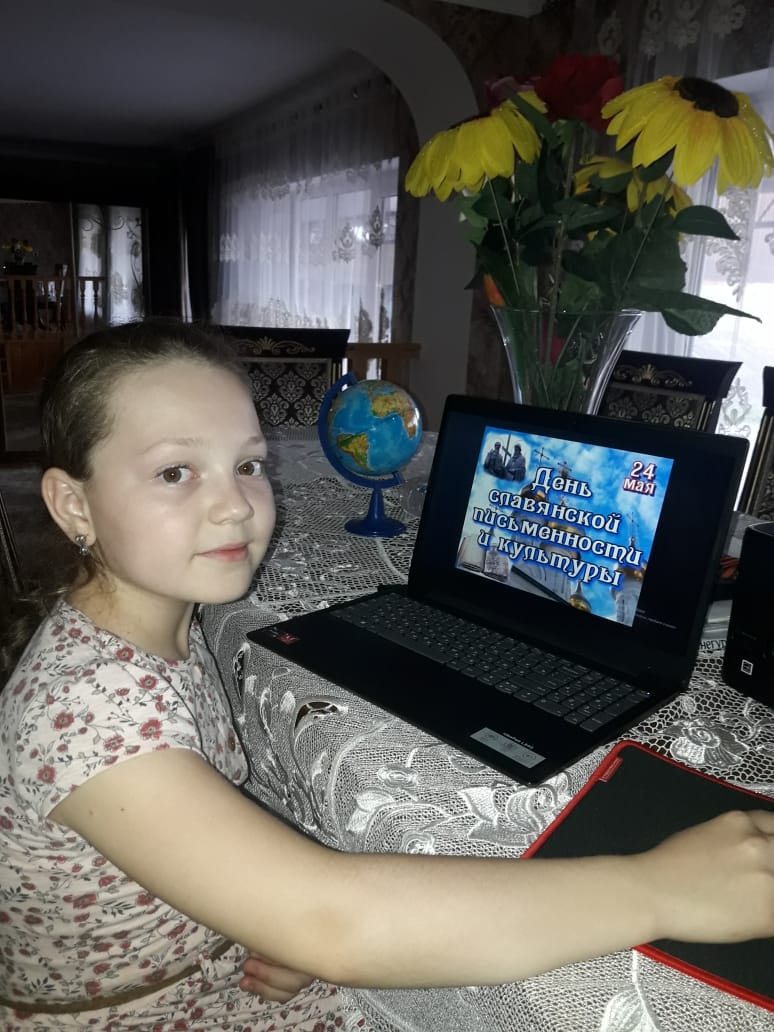 24
мая
День
славянской
письменности
и культуры